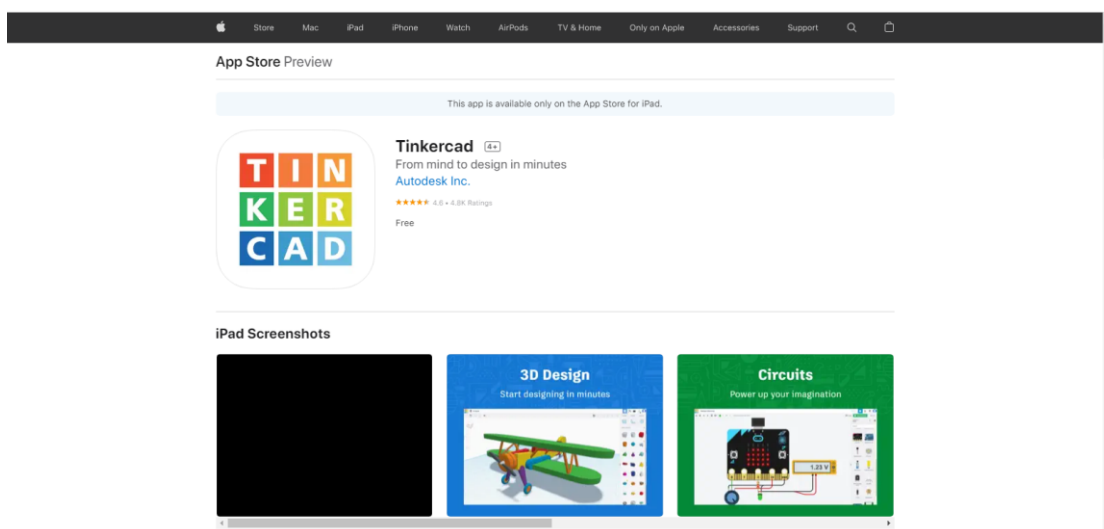 Store Mac iPad iPhone Watch AirPods TV & Home Only on Apple Accessories Support
App Store Preview
This app is available only on the App Store for iPad.
TIN
KER
CAD
Tinkercad 4+
From mind to design in minutes
Autodesk Inc.
4.6 • 4.8K Ratings
Free
iPad Screenshots
3D Design
Start designing in minutes
Circuits
Power up your imagination
1.23 V